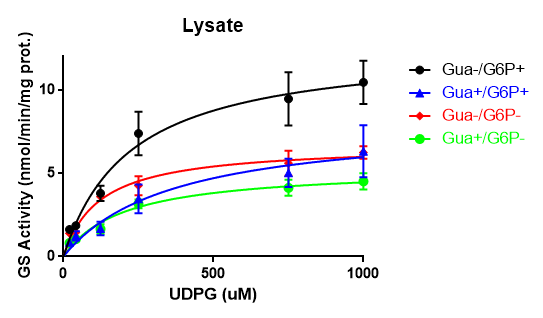 Lysate
GS Activity (nmol/min/mg prot.)
10
5
0
0
500
1000
UDPG (uM)
Gua-/G6P+
Gua+/G6P+
Gua-/G6P-
Gua+/G6P-